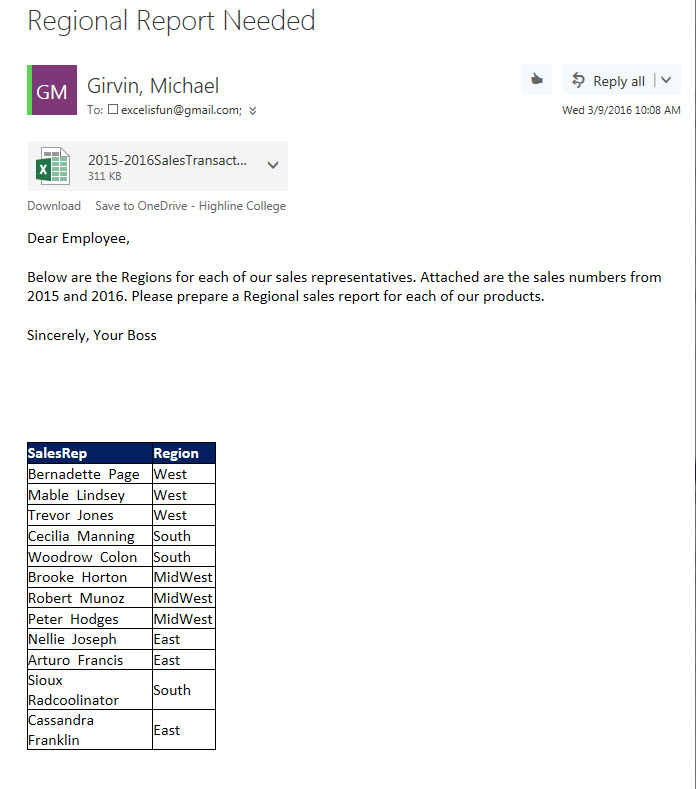 Regional Report Needed
GM
Girvin, Michael
To: excelisfun@gmail.com;
Reply all
Wed 3/9/2016 10:08 AM
2015-2016SalesTransact...
311 KB
Download Save to OneDrive - Highline College
Dear Employee,
Below are the Regions for each of our sales representatives. Attached are the sales numbers from
2015 and 2016. Please prepare a Regional sales report for each of our products.
Sincerely, Your Boss
SalesRep Region
Bernadette Page West
Mable Lindsey West
Trevor Jones West
Cecilia Manning South
Woodrow Colon South
Brooke Horton MidWest
Robert Munoz MidWest
Peter Hodges MidWest
Nellie Joseph East
Arturo Francis East
Sioux
Radcoolinator South
Cassandra
Franklin East